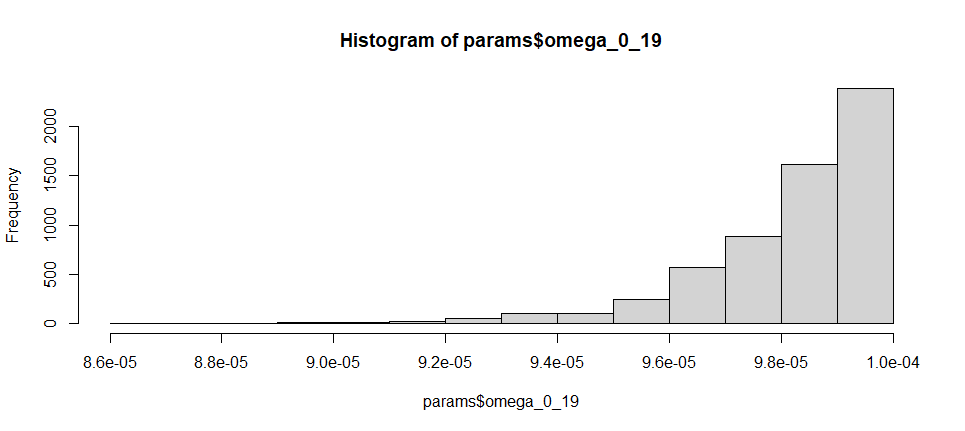 Histogram of params$omega_0_19
Frequency
2000
1500
1000
500
0
8.6e-05 8.8e-05 9.0e-05 9.2e-05 9.4e-05 9.6e-05 9.8e-05 1.0e-04
params$omega_0_19